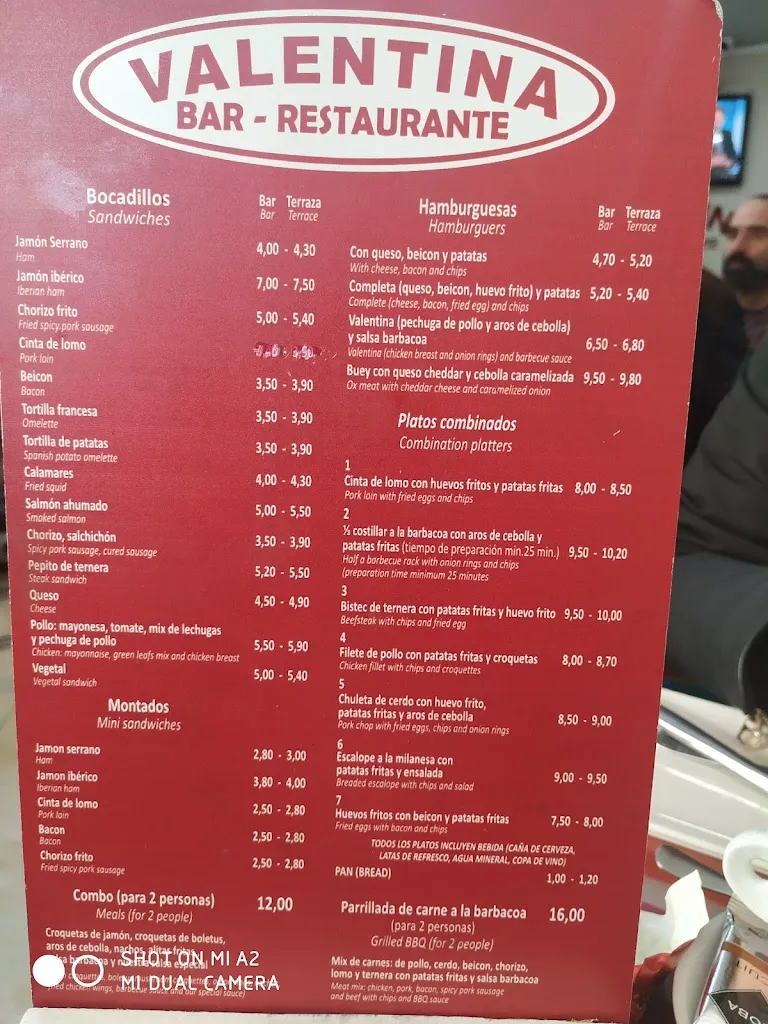 VALENTINA
BAR - RESTAURANTE
Bocadillos
Sandwiches
Bar Terraza
Bar Terrace
Jamón Serrano 4,00 - 4,30
Ham
Jamón ibérico 7,00 - 7,50
Iberian ham
Chorizo frito 5,00 - 5,40
Fried spicy pork sausage
Cinta de lomo
Pork loin
Beicon 3,50 - 3,90
Bacon
Tortilla francesa 3,50 - 3,90
Omelette
Tortilla de patatas 3,50 - 3,90
Spanish potato omelette
Calamares 4,00 - 4,30
Fried squid
Salmón ahumado 5,00 - 5,50
Smoked salmon
Chorizo, salchichón 3,50 - 3,90
Spicy pork sausage, cured sausage
Pepito de ternera 5,20 - 5,50
Steak sandwich
Queso 4,50 - 4,90
Cheese
Pollo: mayonesa, tomate, mix de lechugas
y pechuga de pollo 5,50 - 5,90
Chicken: mayonnaise, green leafs mix and chicken breast
Vegetal 5,00 - 5,40
Vegetal sandwich
Montados
Mini sandwiches
Jamon serrano 2,80 - 3,00
Ham
Jamon ibérico 3,80 - 4,00
Iberian ham
Cinta de lomo 2,50 - 2,80
Pork loin
Bacon 2,50 - 2,80
Bacon
Chorizo frito 2,50 - 2,80
Fried spicy pork sausage
Combo (para 2 personas) 12,00
Meals (for 2 people)
Croquetas de jamón, croquetas de boletus,
aros de cebolla, nachos, alitas fritas
salsa barbacoa y nuestra salsa especial
fried chicken wings, barbecue sauce and our special sauce)
Hamburguesas
Hamburguers
Bar Terraza
Bar Terrace
Con queso, beicon y patatas 4,70 - 5,20
With cheese, bacon and chips
Completa (queso, beicon, huevo frito) y patatas 5,20 - 5,40
Complete (cheese, bacon, fried egg) and chips
Valentina (pechuga de pollo y aros de cebolla)
y salsa barbacoa 6,50 - 6,80
Valentina (chicken breast and onion rings) and barbecue sauce
Buey con queso cheddar y cebolla caramelizada 9,50 - 9,80
Ox meat with cheddar cheese and caramelized onion
Platos combinados
Combination platters
1
Cinta de lomo con huevos fritos y patatas fritas 8,00 - 8,50
Pork loin with fried eggs and chips
2
½ costillar a la barbacoa con aros de cebolla y
patatas fritas (tiempo de preparación min.25 min.) 9,50 - 10,20
Half a barbecue rack with onion rings and chips
(preparation time minimum 25 minutes
3
Bistec de ternera con patatas fritas y huevo frito 9,50 - 10,00
Beefsteak with chips and fried egg
4
Filete de pollo con patatas fritas y croquetas 8,00 - 8,70
Chicken fillet with chips and croquettes
5
Chuleta de cerdo con huevo frito,
patatas fritas y aros de cebolla 8,50 - 9,00
Pork chop with fried eggs, chips and onion rings
6
Escalope a la milanesa con
patatas fritas y ensalada 9,00 - 9,50
Breaded escalope with chips and salad
7
Huevos fritos con beicon y patatas fritas 7,50 - 8,00
Fried eggs with bacon and chips
TODOS LOS PLATOS INCLUYEN BEBIDA (CAÑA DE CERVEZA,
LATAS DE REFRESCO, AGUA MINERAL, COPA DE VINO)
PAN (BREAD) 1,00 - 1,20
Parrillada de carne a la barbacoa 16,00
(para 2 personas)
Grilled BBQ (for 2 people)
Mix de carnes: de pollo, cerdo, beicon, chorizo,
lomo y ternera con patatas fritas y salsa barbacoa
Meat mix: chicken, pork, bacon, spicy pork sausage
and beef with chips and BBQ sauce
SHOT ON MI A2
MI DUAL CAMERA